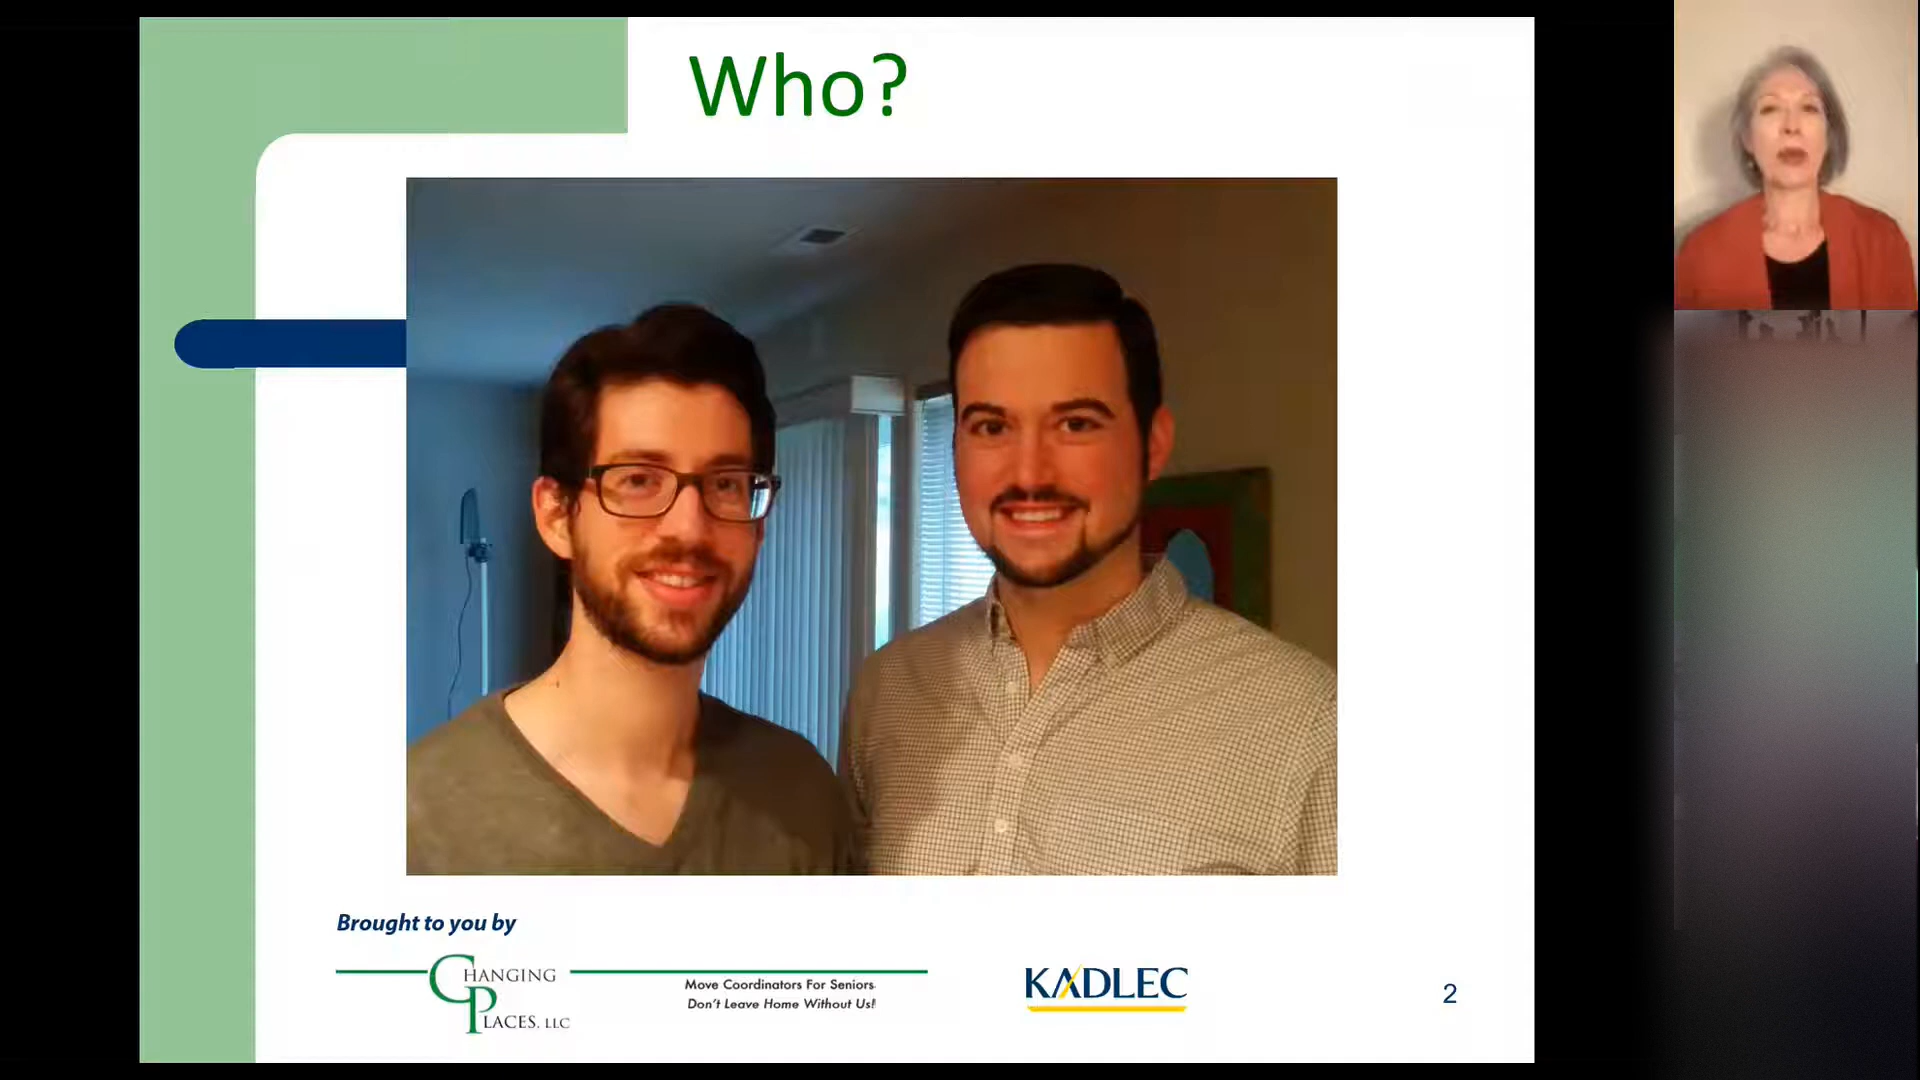 Who?
Brought to you by
CHANGING
PLACES, LLC
Move Coordinators For Seniors
Don't Leave Home Without Us!
KADLEC
2